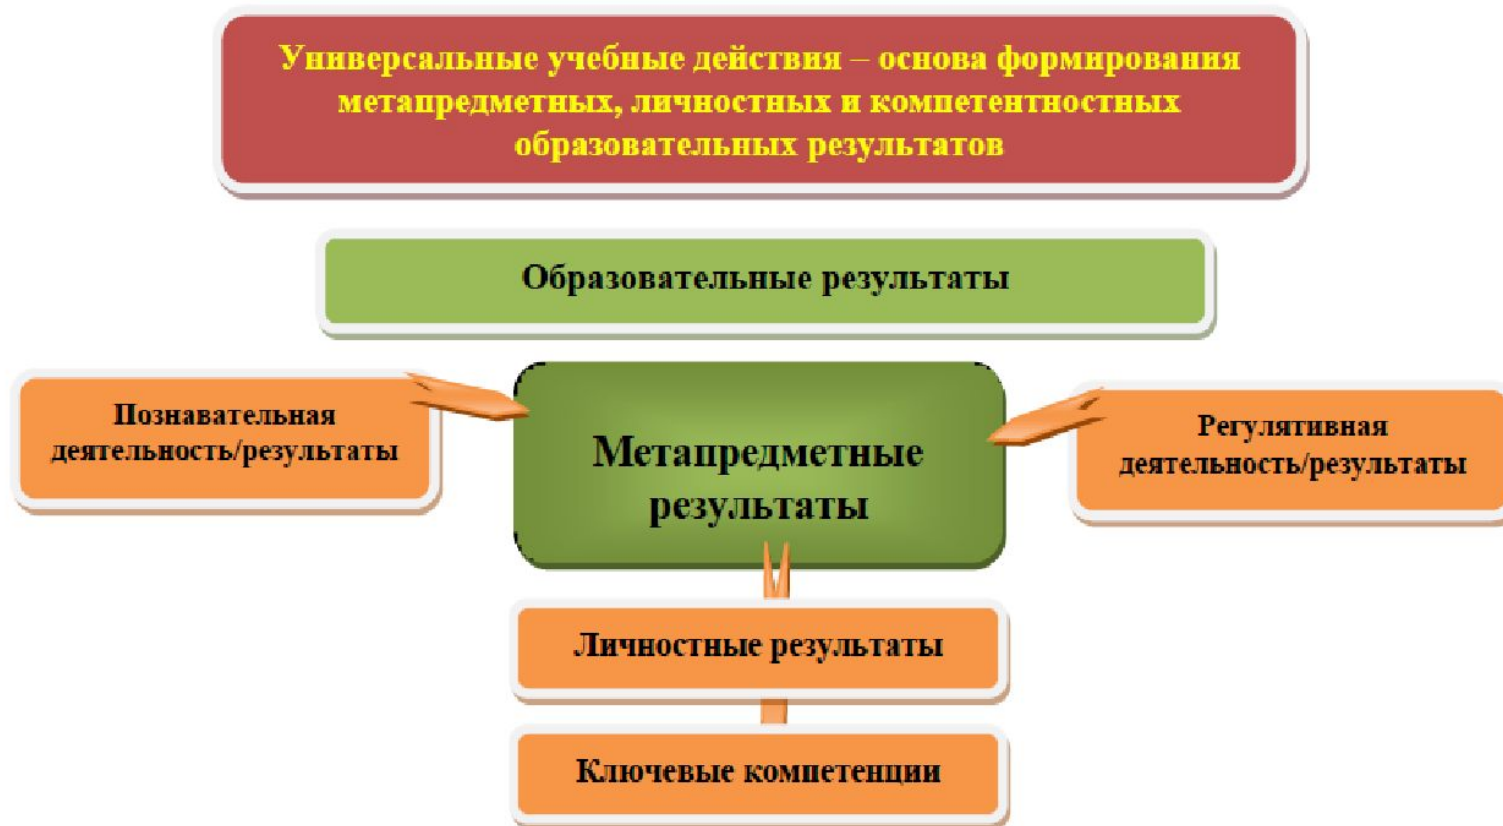 Универсальные учебные действия – основа формирования
метапредметных, личностных и компетентностных
образовательных результатов
Образовательные результаты
Познавательная
деятельность/результаты
Метапредметные
результаты
Регулятивная
деятельность/результаты
Личностные результаты
Ключевые компетенции